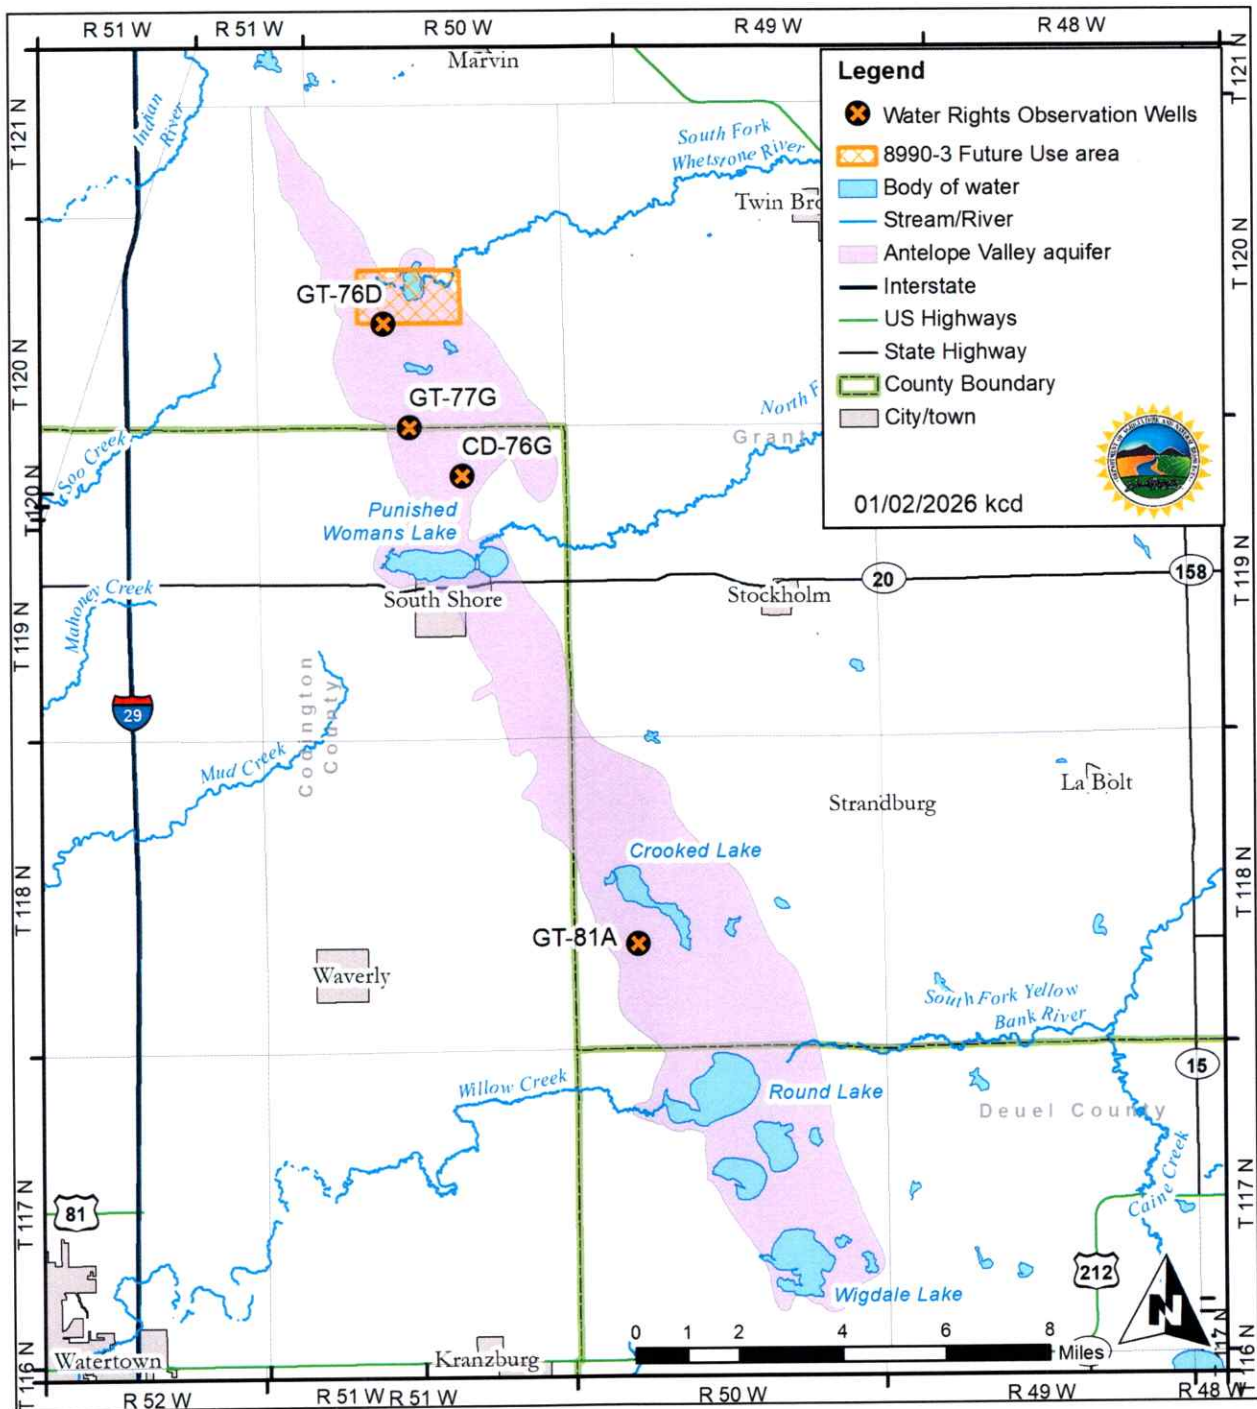 R 51 W
R 51 W
R 50 W
R 49 W
R 48 W
T 121 N
T 121 N
Marvin
Indian
River
South Fork
Whetstone River
Twin Bro
Legend
Water Rights Observation Wells
8990-3 Future Use area
Body of water
Stream/River
Antelope Valley aquifer
Interstate
US Highways
State Highway
County Boundary
City/town
01/02/2026 kcd
T 120 N
T 120 N
GT-76D
GT-77G
CD-76G
North F
Grant
Soo Creek
T 120 N
Punished
Womans Lake
158
20
Mahoney Creek
South Shore
Stockholm
T 119 N
T 119 N
Codington
County
29
Mud Creek
La Bolt
Strandburg
Crooked Lake
T 118 N
T 118 N
GT-81A
Waverly
South Fork Yellow
Bank River
15
Willow Creek
Round Lake
Deuel County
Caine Creek
T 117 N
T 117 N
81
212
N
Wigdale Lake
0 1 2 4 6 8
Miles
Watertown
Kranzburg
T 116 N
T 116 N
R 52 W
R 51 W
R 51 W
R 50 W
R 49 W
R 48 W